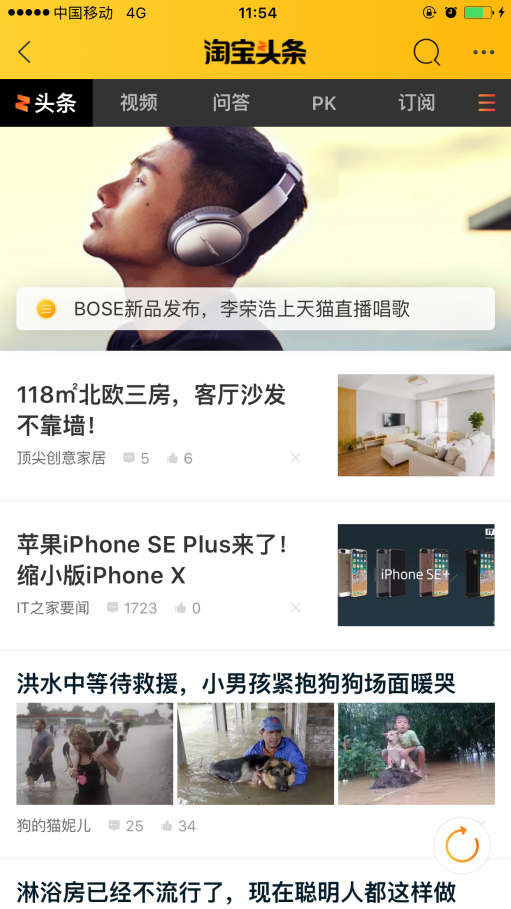 中国移动 4G 11:54
淘宝头条
头条 视频 问答 PK 订阅
BOSE新品发布，李荣浩上天猫直播唱歌
118㎡北欧三房，客厅沙发
不靠墙！
顶尖创意家居 5 6
苹果iPhone SE Plus来了！
缩小版iPhone X
IT之家要闻 1723 0
IT
iPhone SE+
洪水中等待救援，小男孩紧抱狗狗场面暖哭
狗的猫妮儿 25 34
淋浴房已经不流行了，现在聪明人都这样做